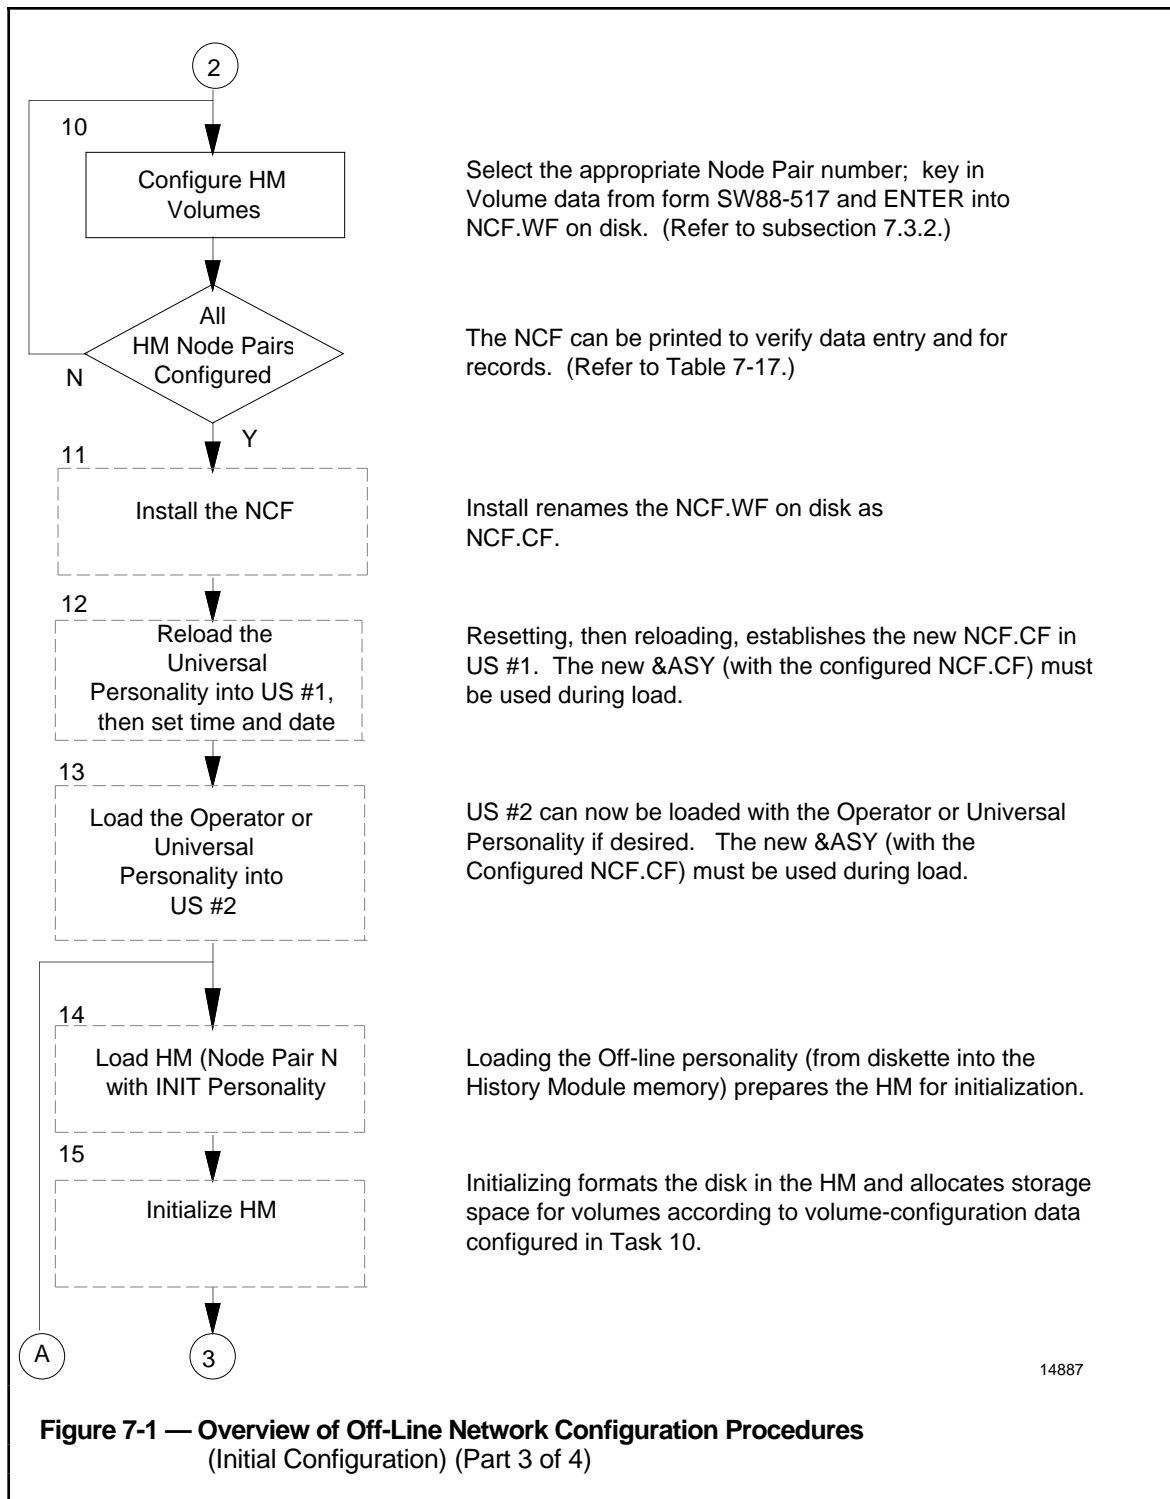 2
10
Configure HM
Volumes
Select the appropriate Node Pair number;  key in
Volume data from form SW88-517 and ENTER into
NCF.WF on disk.  (Refer to subsection 7.3.2.)
All
HM Node Pairs
Configured
N
Y
The NCF can be printed to verify data entry and for
records.  (Refer to Table 7-17.)
11
Install the NCF
Install renames the NCF.WF on disk as
NCF.CF.
12
Reload the
Universal
Personality into US #1,
then set time and date
Resetting, then reloading, establishes the new NCF.CF in
US #1.  The new &ASY (with the configured NCF.CF) must
be used during load.
13
Load the Operator or
Universal
Personality into
US #2
US #2 can now be loaded with the Operator or Universal
Personality if desired.   The new &ASY (with the
Configured NCF.CF) must be used during load.
14
Load HM (Node Pair N
with INIT Personality
Loading the Off-line personality (from diskette into the
History Module memory) prepares the HM for initialization.
15
Initialize HM
Initializing formats the disk in the HM and allocates storage
space for volumes according to volume-configuration data
configured in Task 10.
A
3
14887
Figure 7-1 — Overview of Off-Line Network Configuration Procedures
(Initial Configuration) (Part 3 of 4)